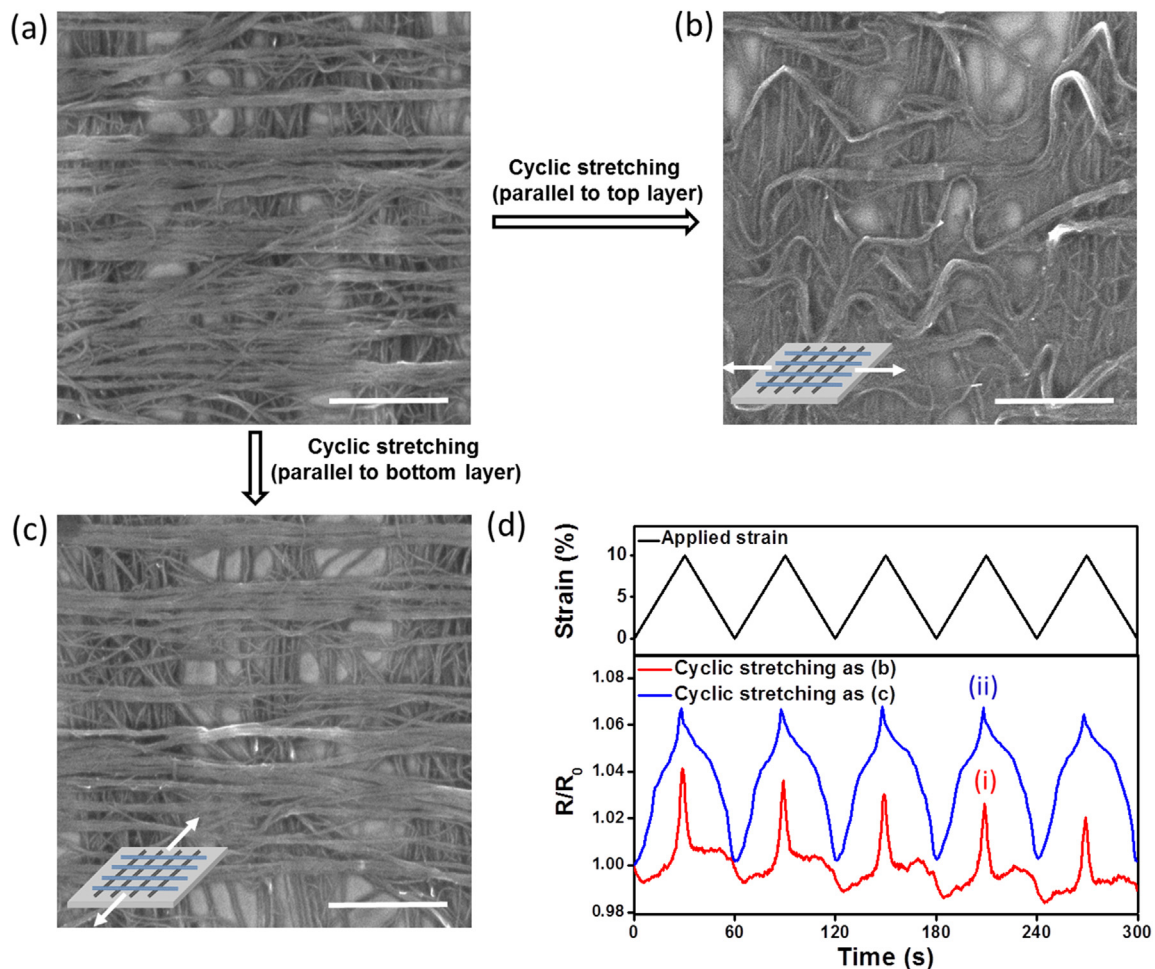 (a)
(b)
Cyclic stretching
(parallel to top layer)
Cyclic stretching
(parallel to bottom layer)
(c)
(d)
Applied strain
Strain (%)
10
5
0
Cyclic stretching as (b)
Cyclic stretching as (c)
(ii)
(i)
R/R0
1.08
1.06
1.04
1.02
1.00
0.98
0
60
120
180
240
300
Time (s)